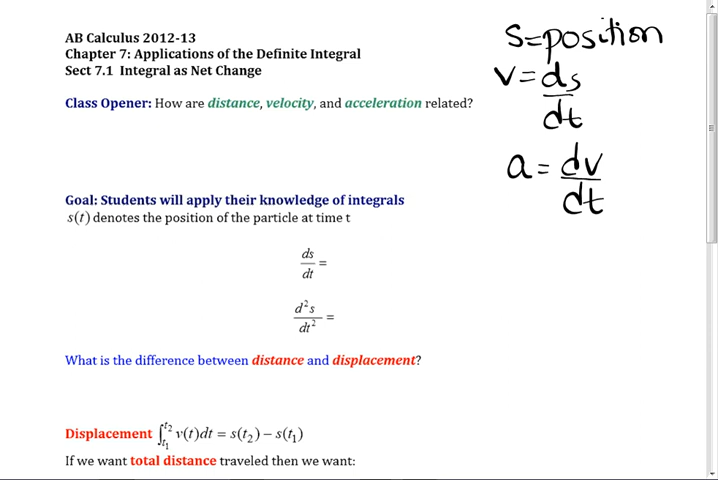 AB Calculus 2012-13
Chapter 7: Applications of the Definite Integral
Sect 7.1 Integral as Net Change
Class Opener: How are distance, velocity, and acceleration related?
s=position
v=ds/dt
a=dv/dt
Goal: Students will apply their knowledge of integrals
s(t) denotes the position of the particle at time t
ds/dt =
d²s/dt² =
What is the difference between distance and displacement?
Displacement ∫_{t₁}^{t₂} v(t)dt = s(t₂) − s(t₁)
If we want total distance traveled then we want: